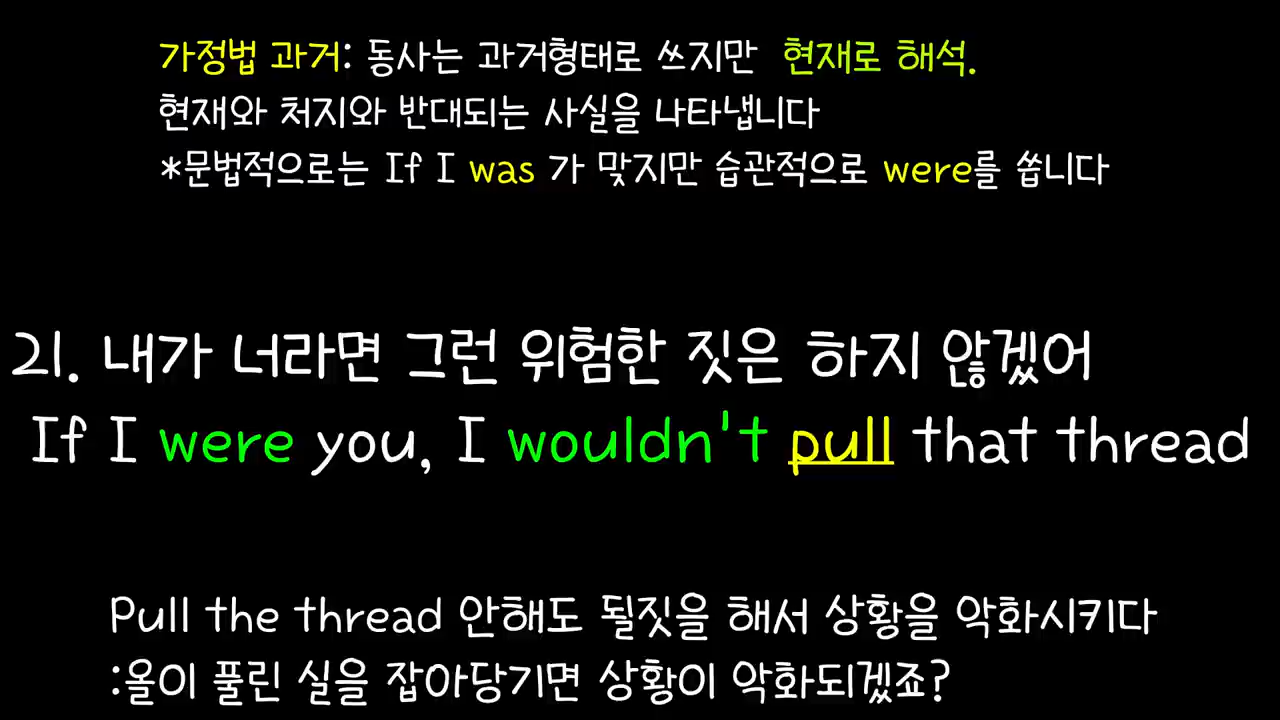 가정법 과거: 동사는 과거형태로 쓰지만 현재로 해석.
현재와 처지와 반대되는 사실을 나타냅니다
*문법적으로는 If I was 가 맞지만 습관적으로 were를 씁니다
21. 내가 너라면 그런 위험한 짓은 하지 않겠어
If I were you, I wouldn't pull that thread
Pull the thread 안해도 될짓을 해서 상황을 악화시키다
:올이 풀린 실을 잡아당기면 상황이 악화되겠죠?